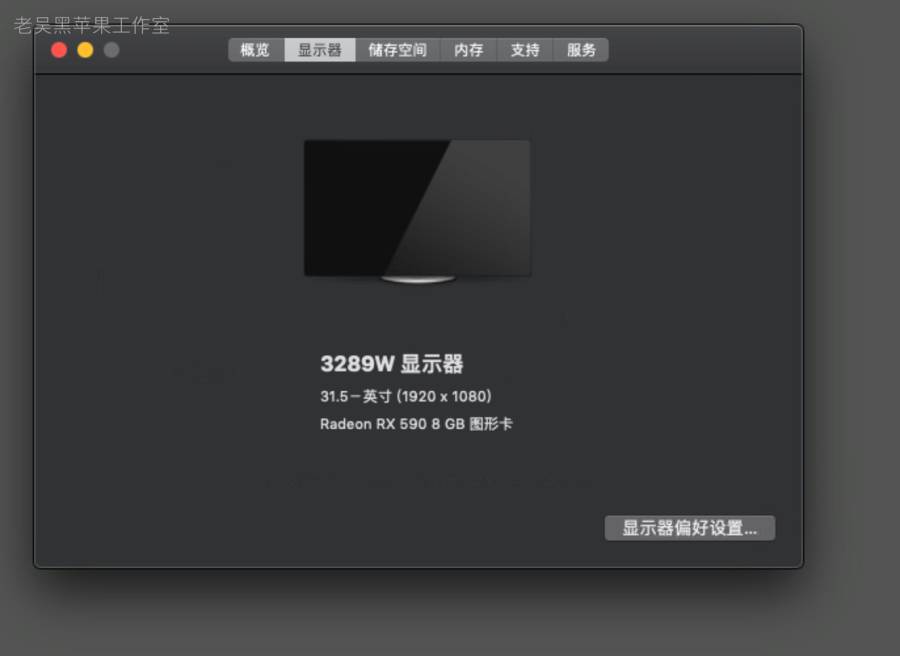 老吴黑苹果工作室
概览 显示器 储存空间 内存 支持 服务
3289W 显示器
31.5-英寸 (1920 x 1080)
Radeon RX 590 8 GB 图形卡
显示器偏好设置...